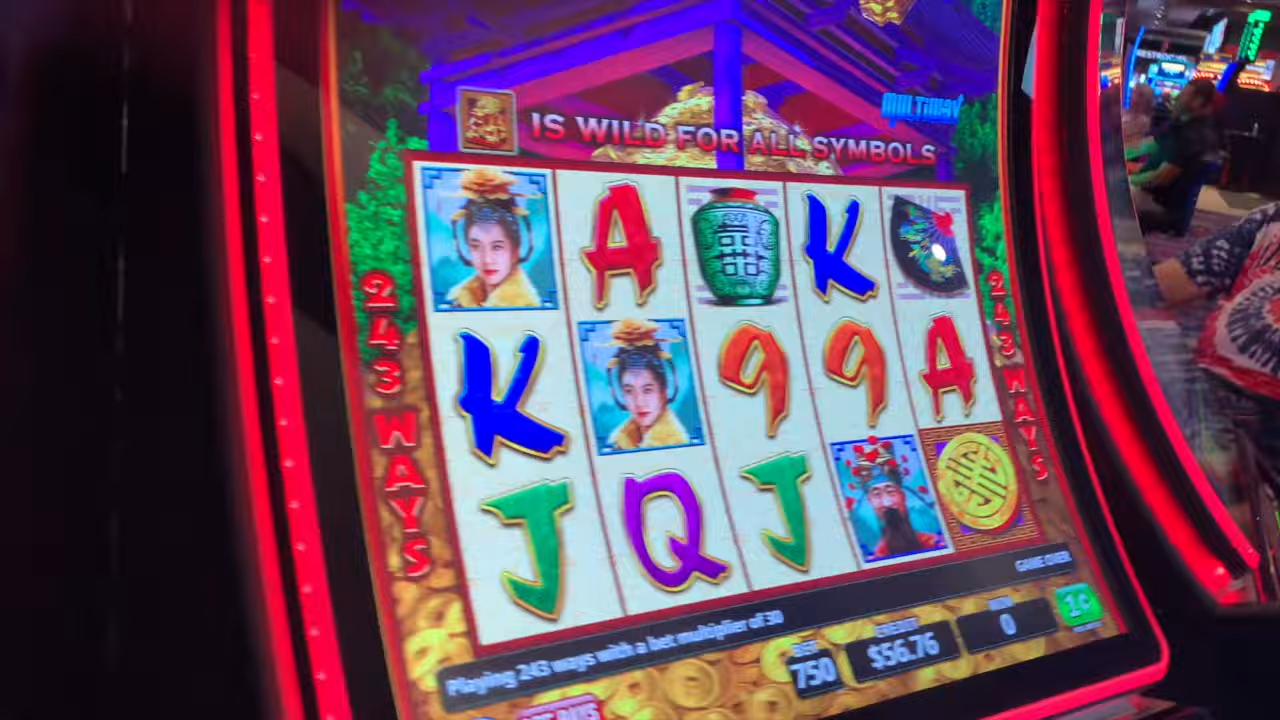 MULTIWAY
IS WILD FOR ALL SYMBOLS
A
K
243 WAYS
K
9
9
A
243 WAYS
J
Q
J
GAME OVER
Playing 243 ways with a bet multiplier of 30
BET
750
CREDIT
$56.76
WIN
0
1¢